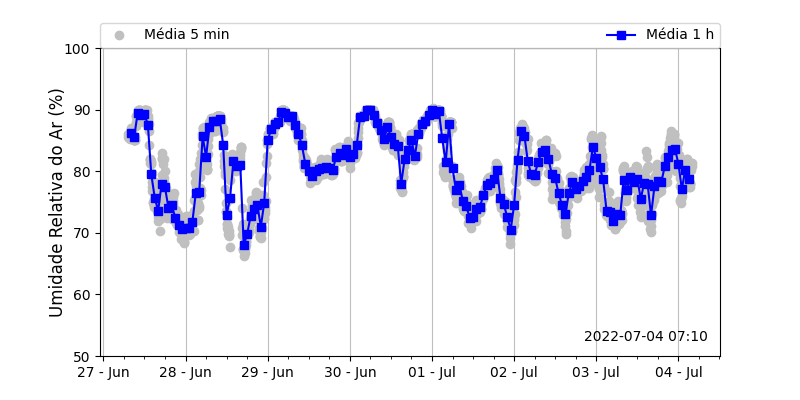 Média 5 min
Média 1 h
Umidade Relativa do Ar (%)
100
90
80
70
60
50
2022-07-04 07:10
27 - Jun
28 - Jun
29 - Jun
30 - Jun
01 - Jul
02 - Jul
03 - Jul
04 - Jul